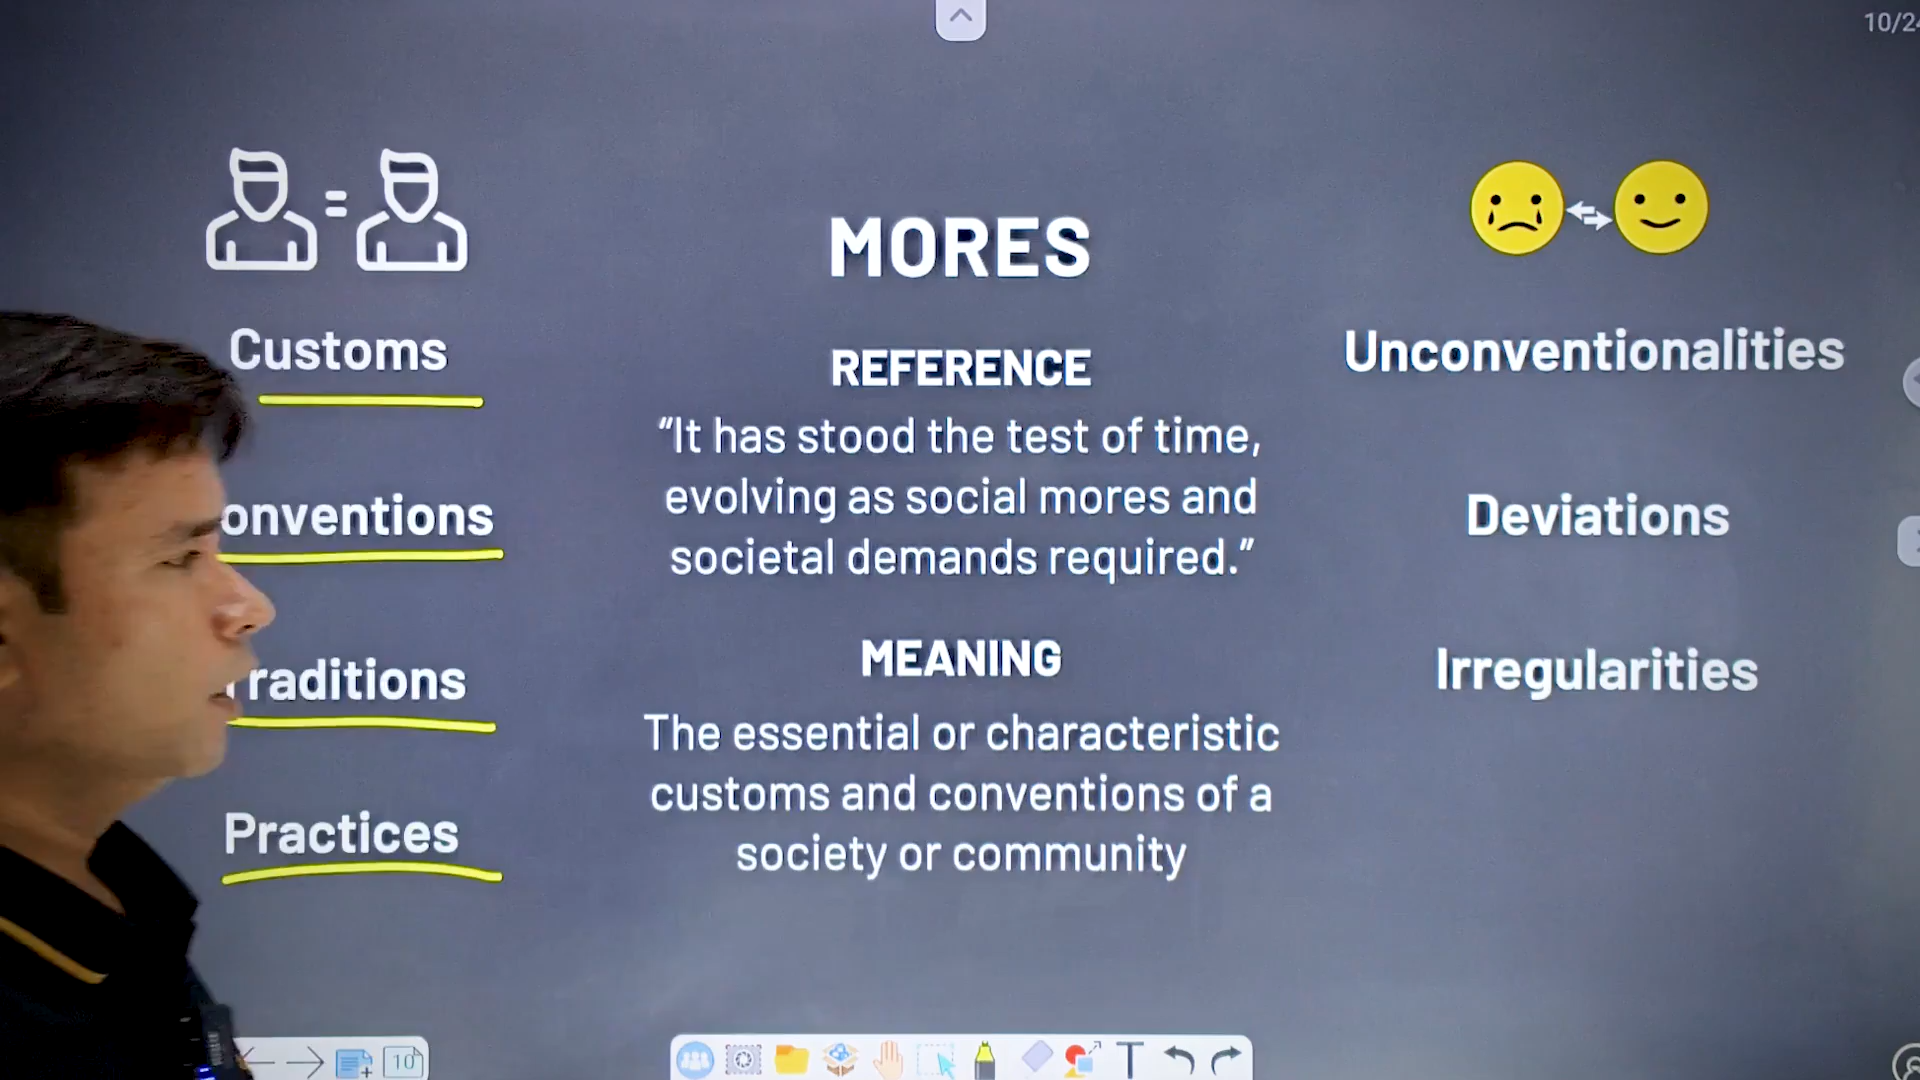 10/24
MORES
Customs
onventions
raditions
Practices
REFERENCE
“It has stood the test of time,
evolving as social mores and
societal demands required.”
MEANING
The essential or characteristic
customs and conventions of a
society or community
Unconventionalities
Deviations
Irregularities
10